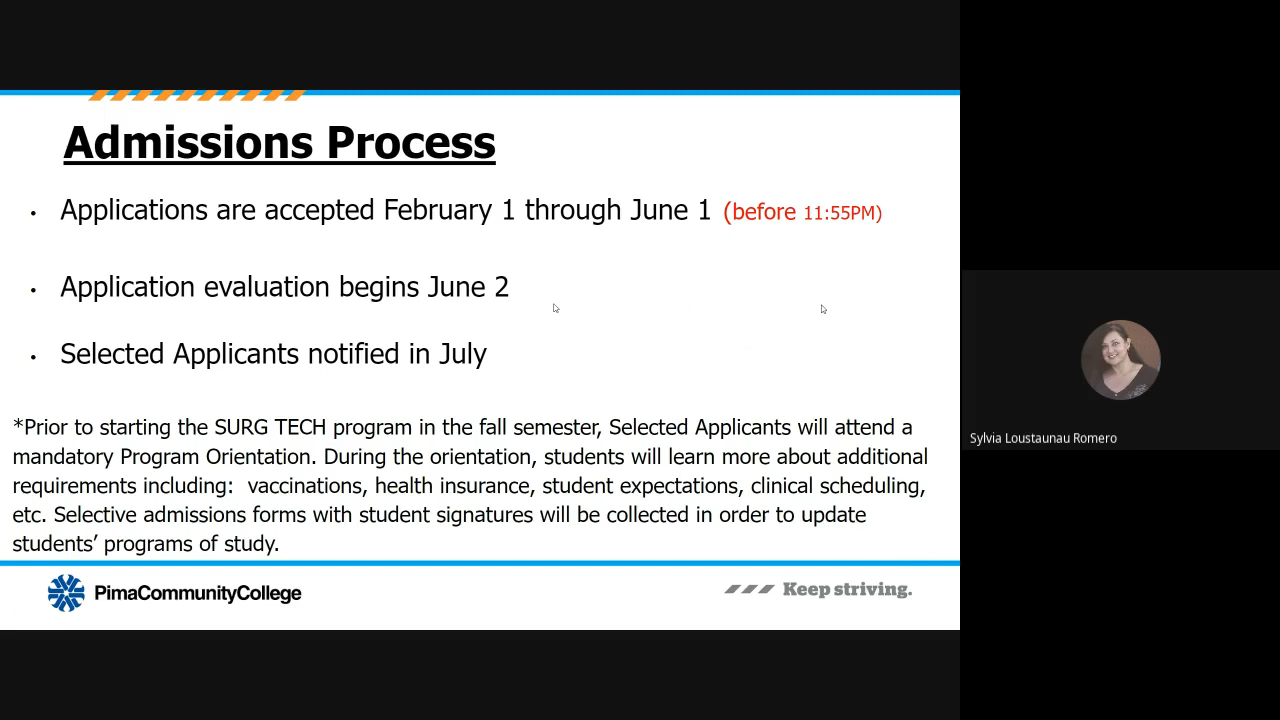 Admissions Process
• Applications are accepted February 1 through June 1 (before 11:55PM)
• Application evaluation begins June 2
• Selected Applicants notified in July
*Prior to starting the SURG TECH program in the fall semester, Selected Applicants will attend a
mandatory Program Orientation. During the orientation, students will learn more about additional
requirements including:  vaccinations, health insurance, student expectations, clinical scheduling,
etc. Selective admissions forms with student signatures will be collected in order to update
students’ programs of study.
PimaCommunityCollege
Keep striving.
Sylvia Loustaunau Romero